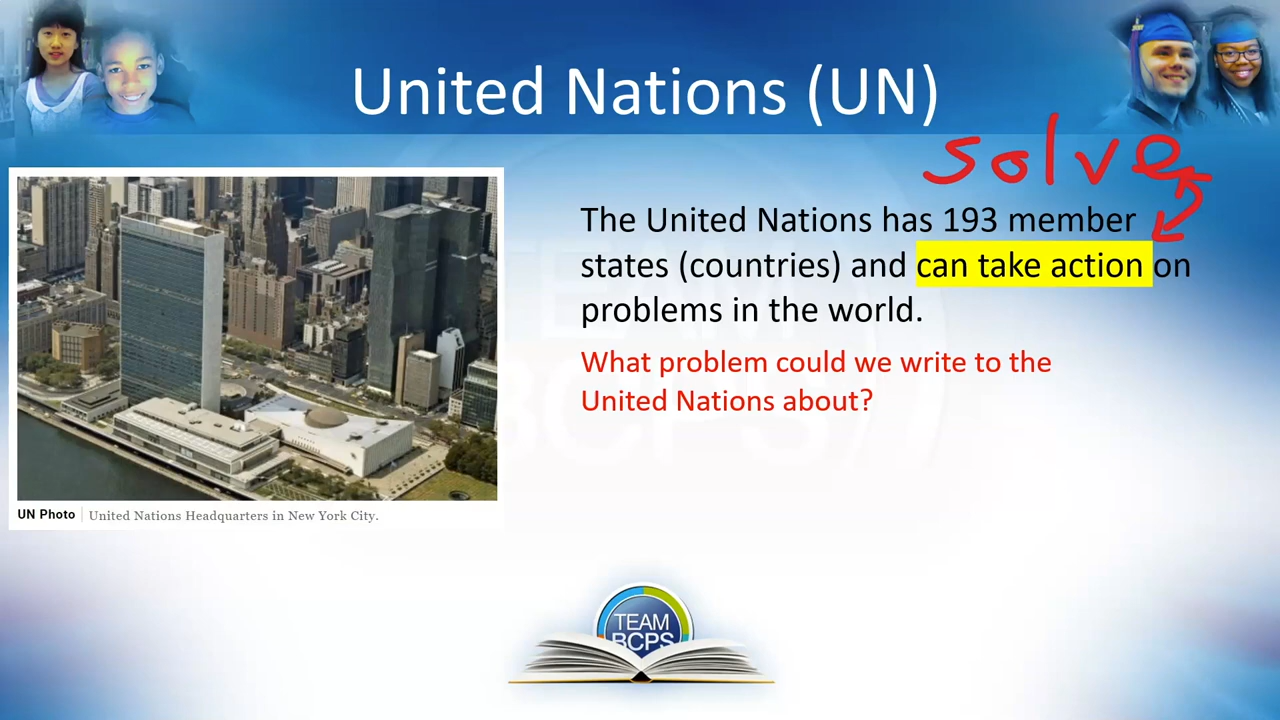 United Nations (UN)
solve
The United Nations has 193 member
states (countries) and can take action on
problems in the world.
What problem could we write to the
United Nations about?
UN Photo | United Nations Headquarters in New York City.
TEAM
BCPS